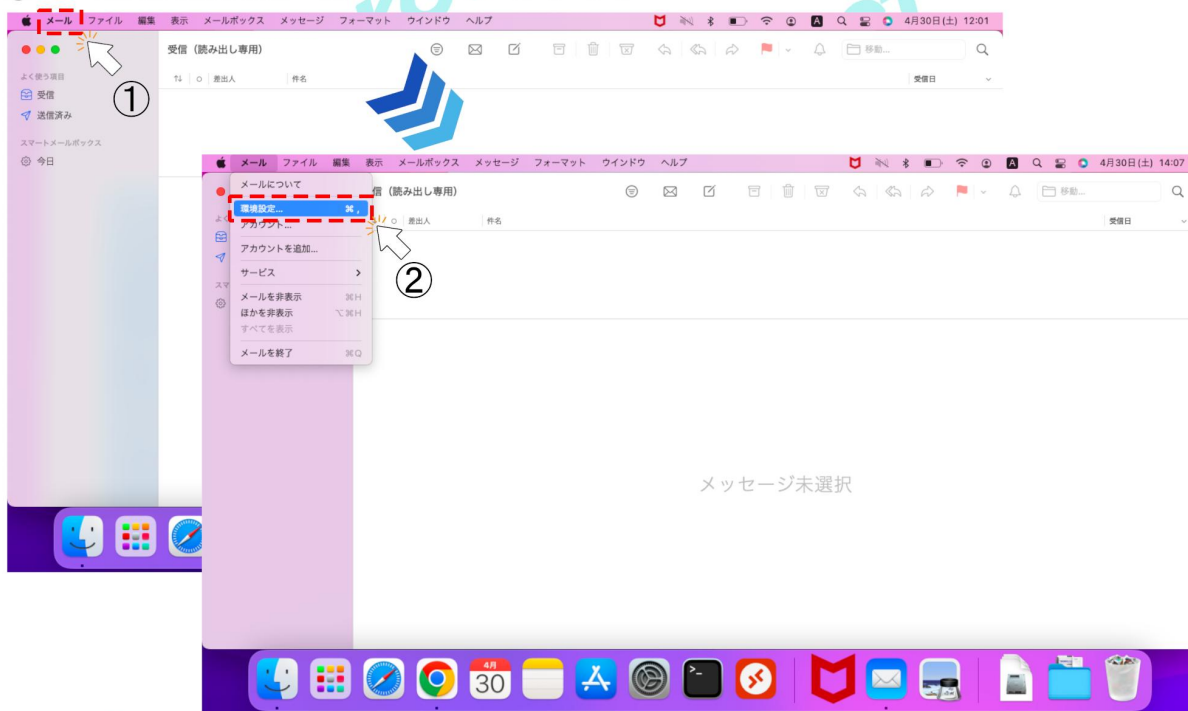 メール ファイル 編集 表示 メールボックス メッセージ フォーマット ウインドウ ヘルプ A 4月30日(土) 12:01
受信（読み出し専用） 移動...
よく使う項目
差出人 件名 受信日
受信
①
送信済み
スマートメールボックス
今日
メール ファイル 編集 表示 メールボックス メッセージ フォーマット ウインドウ ヘルプ A 4月30日(土) 14:07
メールについて
信（読み出し専用） 移動...
環境設定... ⌘ ,
差出人 件名 受信日
アカウント...
アカウントを追加...
サービス >
②
メールを非表示 ⌘H
ほかを非表示 ⌥⌘H
すべてを表示
メールを終了 ⌘Q
メッセージ未選択
4月
30